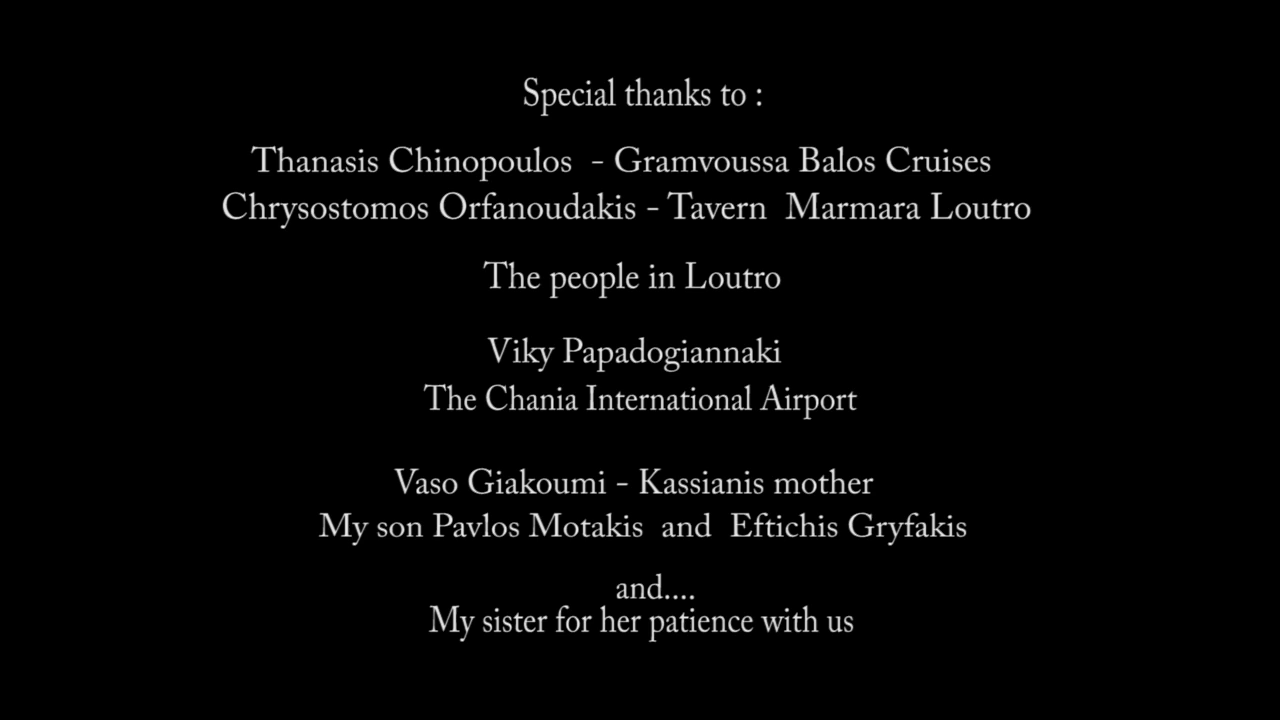 Special thanks to :
Thanasis Chinopoulos - Gramvoussa Balos Cruises
Chrysostomos Orfanoudakis - Tavern Marmara Loutro
The people in Loutro
Viky Papadogiannaki
The Chania International Airport
Vaso Giakoumi - Kassianis mother
My son Pavlos Motakis and Eftichis Gryfakis
and....
My sister for her patience with us